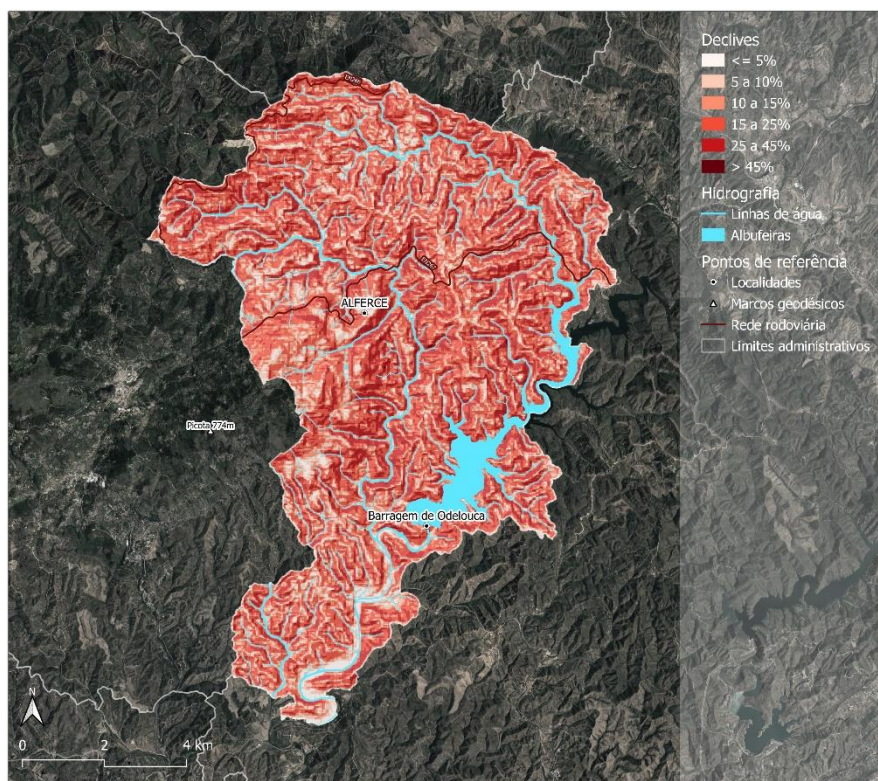 Declives
<= 5%
5 a 10%
10 a 15%
15 a 25%
25 a 45%
> 45%
Hidrografia
Linhas de água
Albufeiras
Pontos de referência
Localidades
Marcos geodésicos
Rede rodoviária
Limites administrativos
ALFERCE
Picota 774m
Barragem de Odelouca
N
0 2 4 km